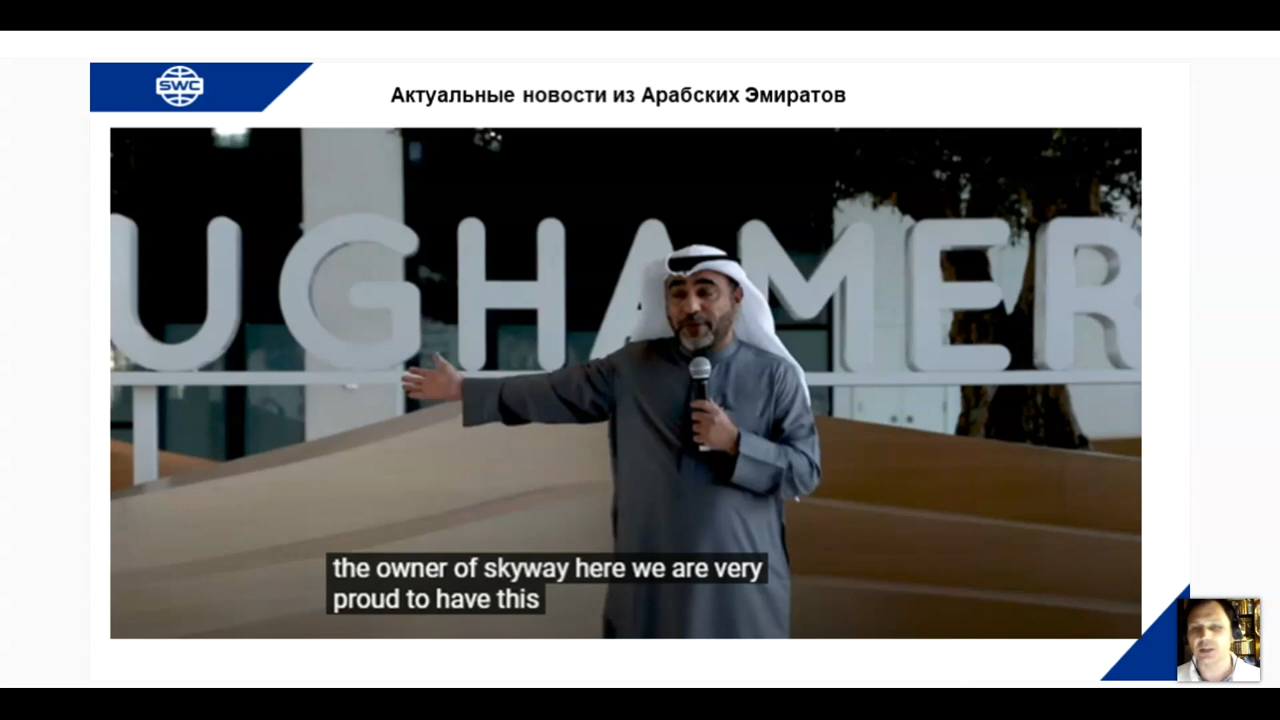 SWC
Актуальные новости из Арабских Эмиратов
UGHAMER
the owner of skyway here we are very
proud to have this